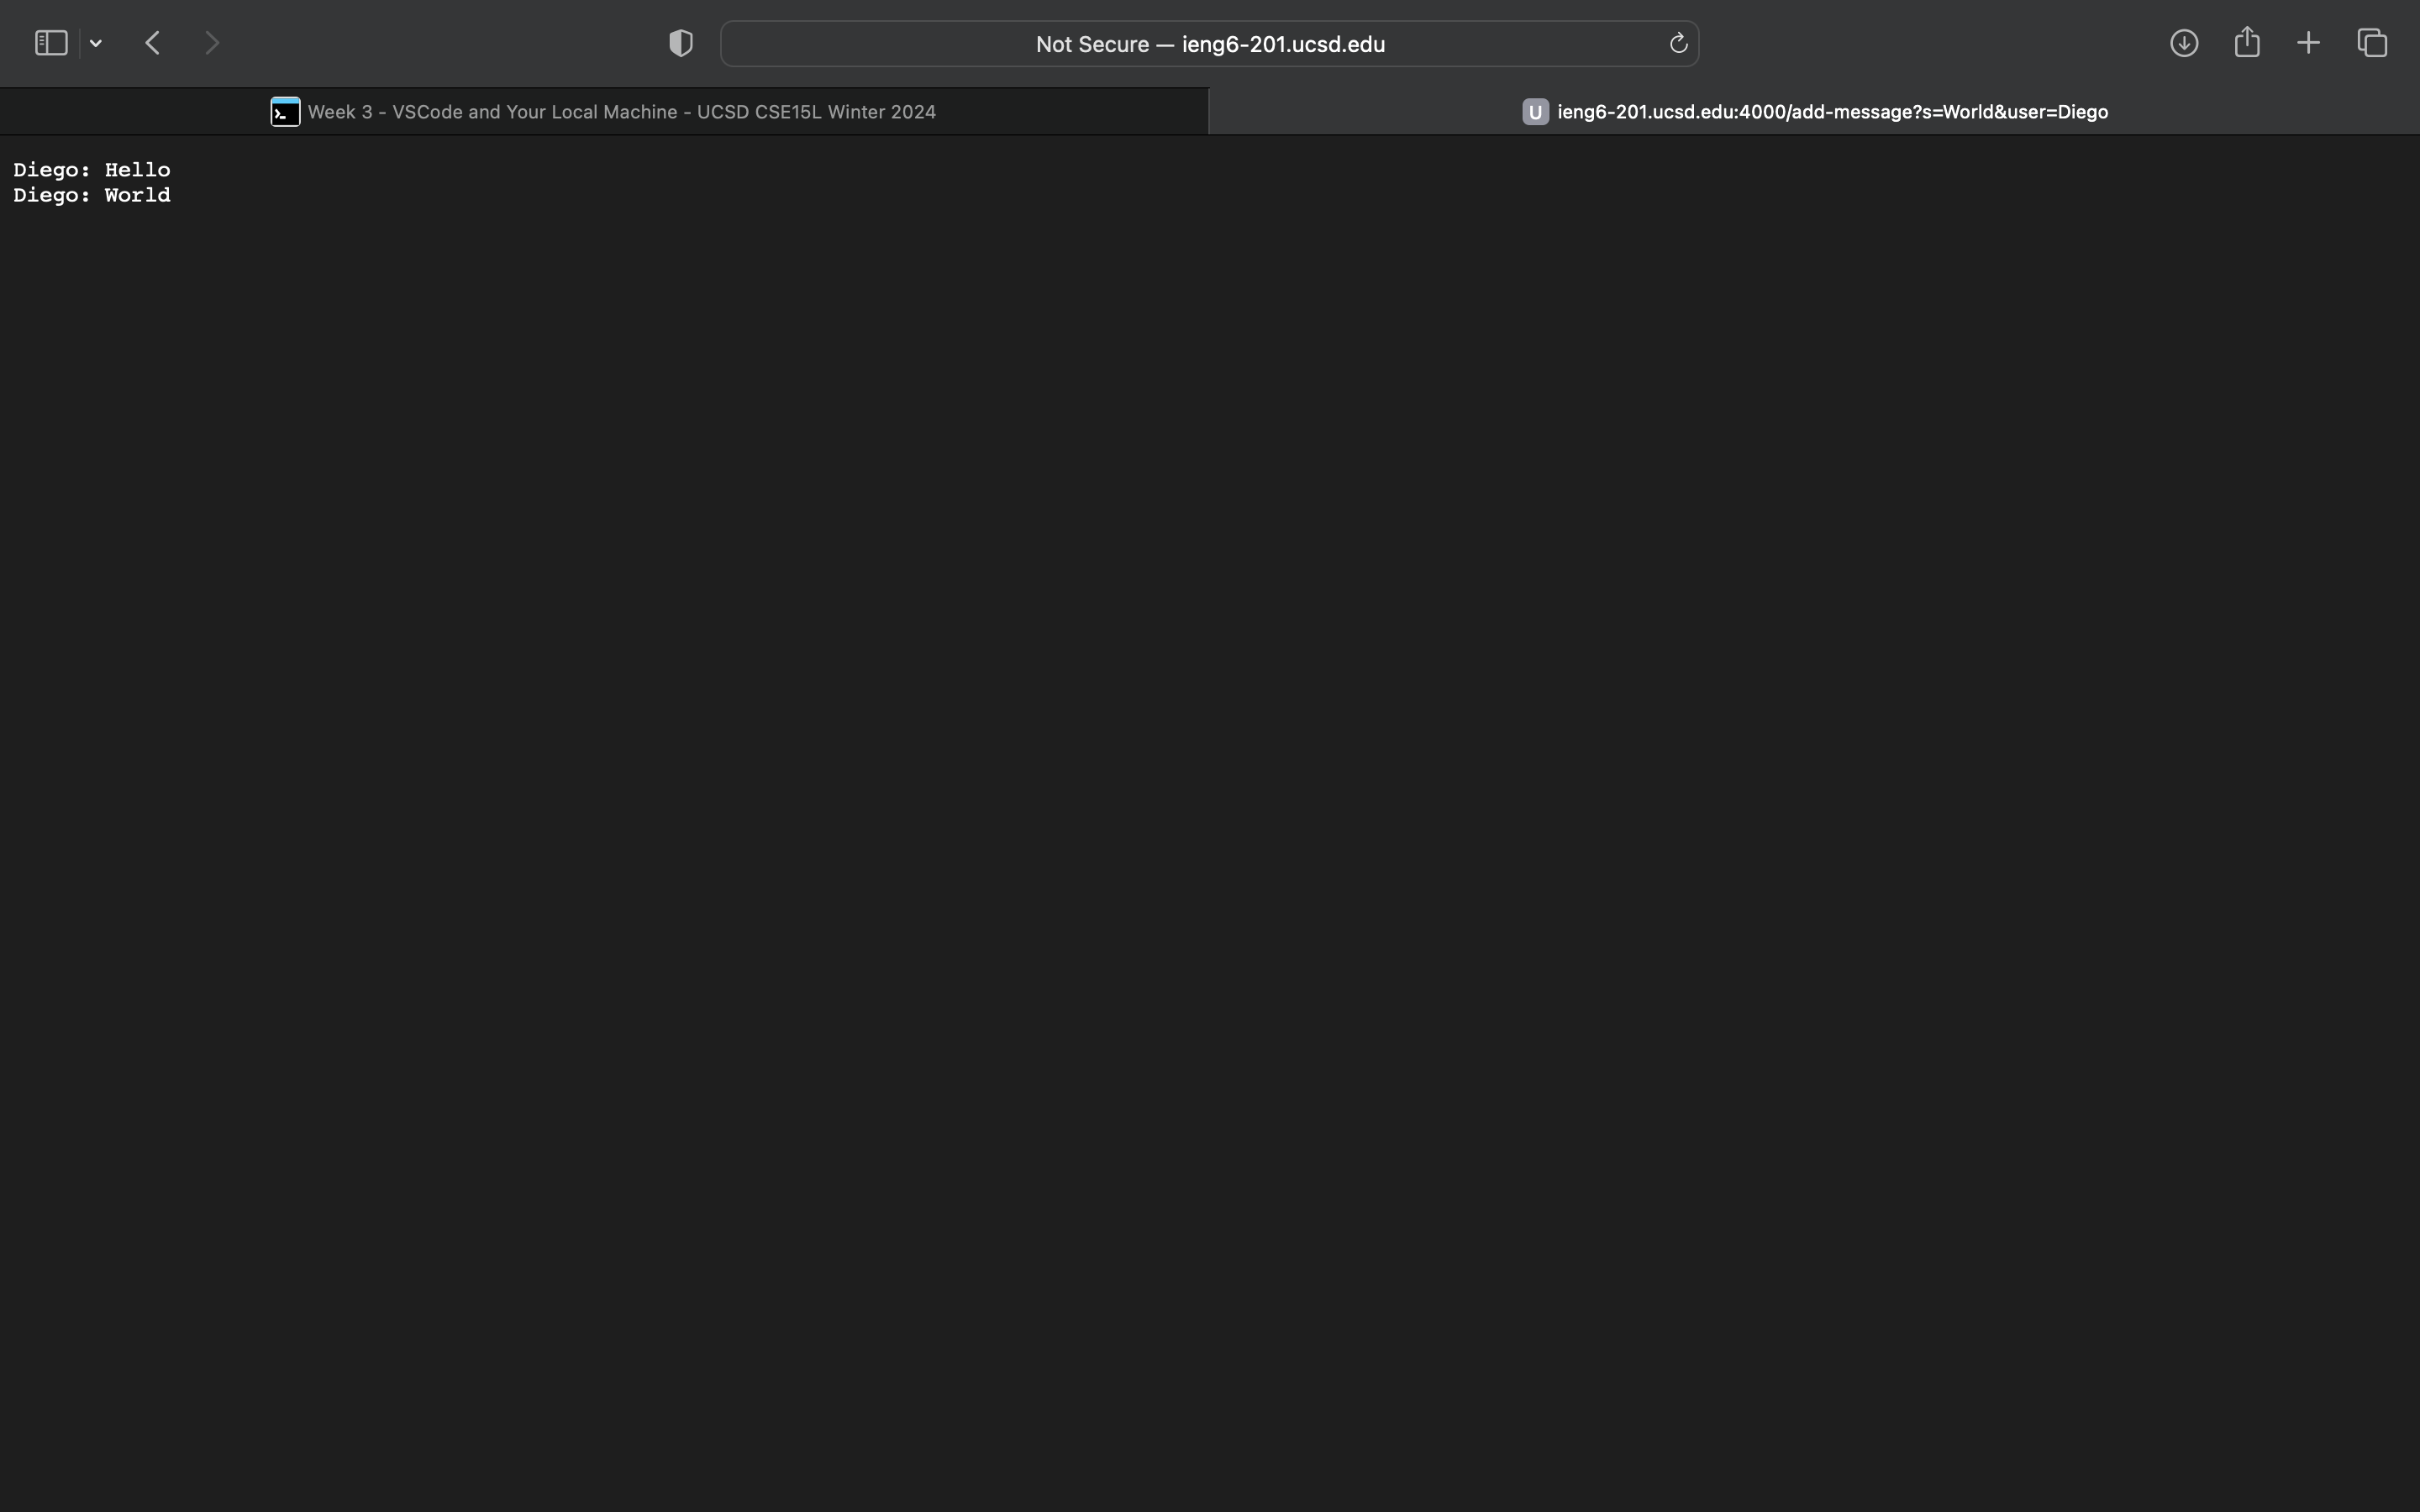 Not Secure — ieng6-201.ucsd.edu
Week 3 - VSCode and Your Local Machine - UCSD CSE15L Winter 2024
U ieng6-201.ucsd.edu:4000/add-message?s=World&user=Diego
Diego: Hello
Diego: World